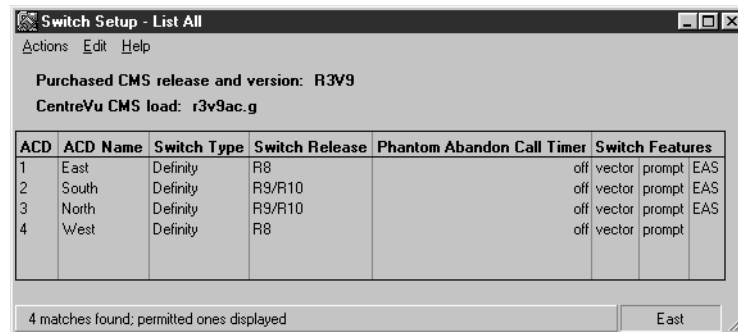 Switch Setup - List All
Actions Edit Help
Purchased CMS release and version: R3V9
CentreVu CMS load: r3v9ac.g
ACD ACD Name Switch Type Switch Release Phantom Abandon Call Timer Switch Features
1 East Definity R8 off vector prompt EAS
2 South Definity R9/R10 off vector prompt EAS
3 North Definity R9/R10 off vector prompt EAS
4 West Definity R8 off vector prompt
4 matches found; permitted ones displayed East